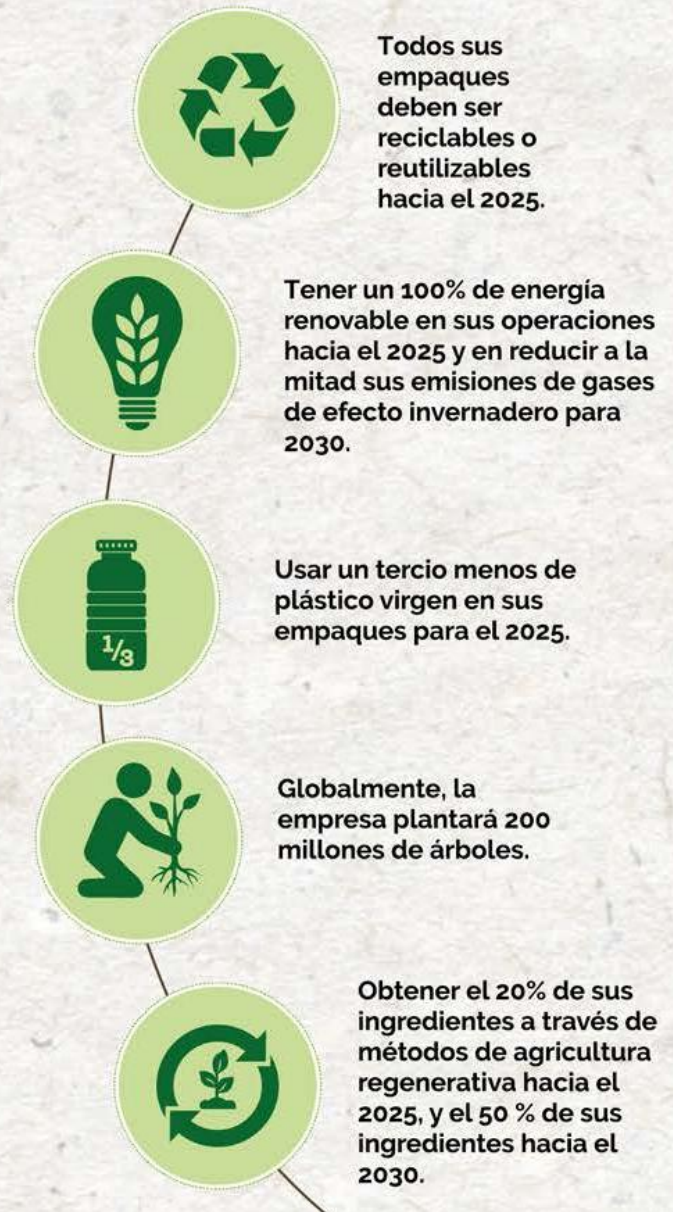 Todos sus
empaques
deben ser
reciclables o
reutilizables
hacia el 2025.
Tener un 100% de energía
renovable en sus operaciones
hacia el 2025 y en reducir a la
mitad sus emisiones de gases
de efecto invernadero para
2030.
1/3
Usar un tercio menos de
plástico virgen en sus
empaques para el 2025.
Globalmente, la
empresa plantará 200
millones de árboles.
Obtener el 20% de sus
ingredientes a través de
métodos de agricultura
regenerativa hacia el
2025, y el 50 % de sus
ingredientes hacia el
2030.